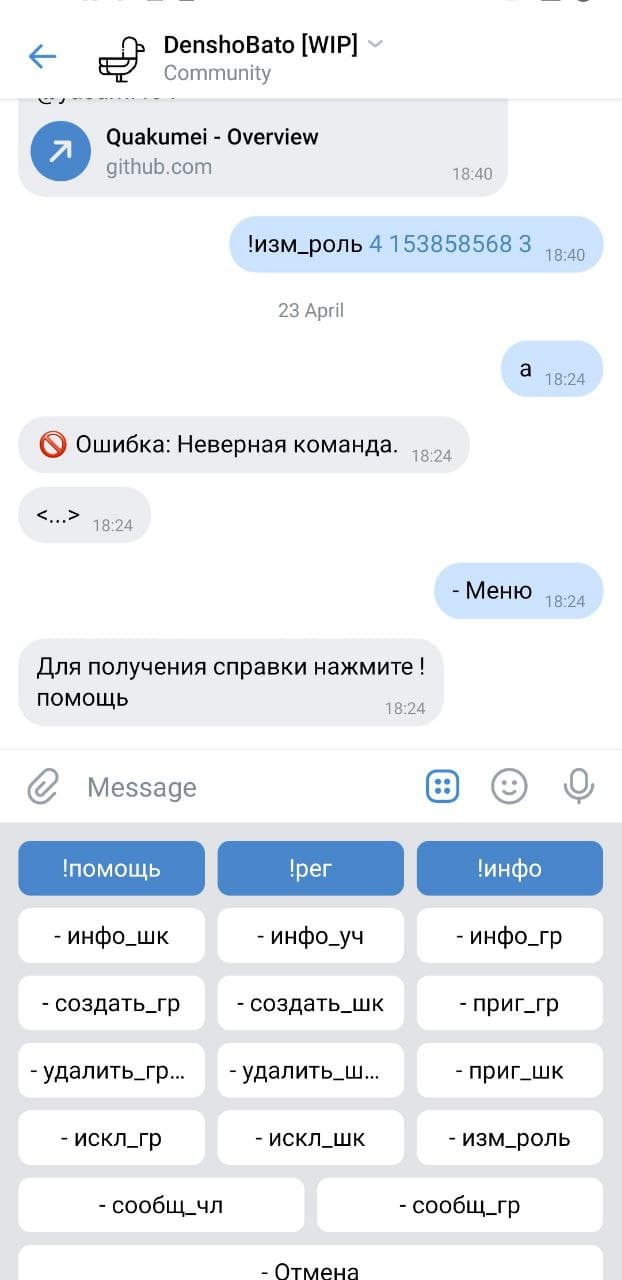 DenshoBato [WIP]
Community
Quakumei - Overview
github.com
18:40
!изм_роль 4 153858568 3 18:40
23 April
а 18:24
🚫 Ошибка: Неверная команда. 18:24
<...> 18:24
- Меню 18:24
Для получения справки нажмите !
помощь 18:24
Message
!помощь !рег !инфо
- инфо_шк - инфо_уч - инфо_гр
- создать_гр - создать_шк - приг_гр
- удалить_гр... - удалить_ш... - приг_шк
- искл_гр - искл_шк - изм_роль
- сообщ_чл - сообщ_гр
- Отмена